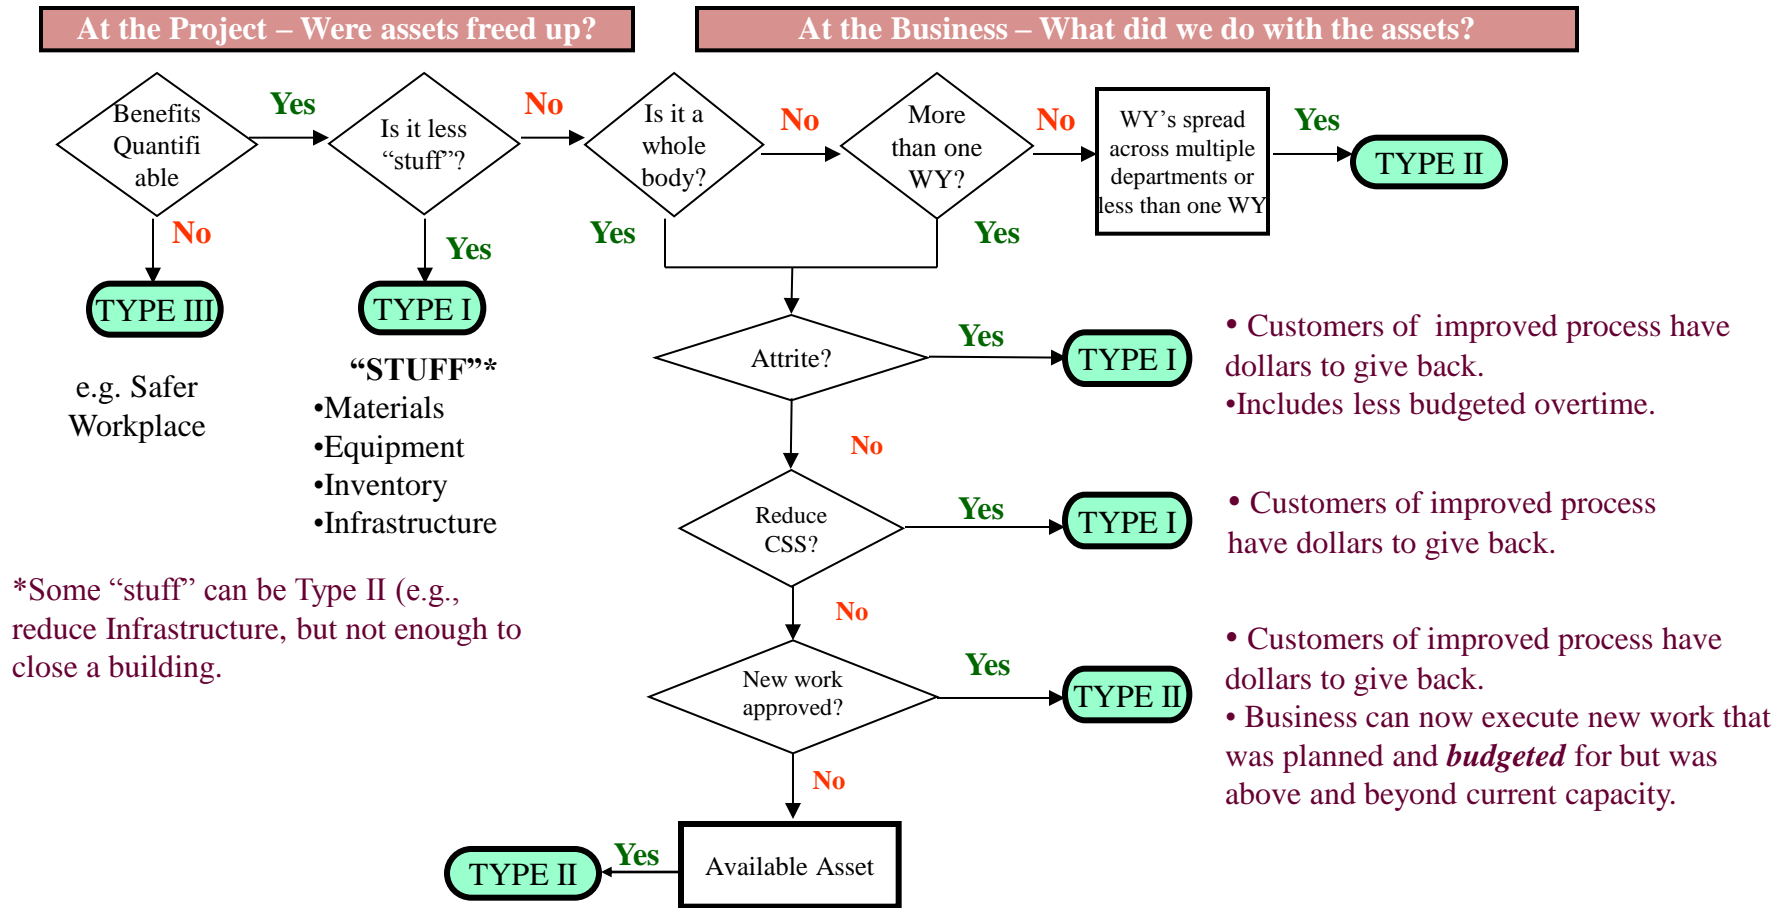 At the Project – Were assets freed up?
At the Business – What did we do with the assets?
Benefits
Quantifi
able
Yes
Is it less
“stuff”?
No
Is it a
whole
body?
No
More
than one
WY?
No
WY’s spread
across multiple
departments or
less than one WY
Yes
TYPE II
No
Yes
Yes
Yes
TYPE III
TYPE I
e.g. Safer
Workplace
“STUFF”*
•Materials
•Equipment
•Inventory
•Infrastructure
Attrite?
Yes
TYPE I
• Customers of improved process have
dollars to give back.
•Includes less budgeted overtime.
No
Reduce
CSS?
Yes
TYPE I
• Customers of improved process
have dollars to give back.
*Some “stuff” can be Type II (e.g.,
reduce Infrastructure, but not enough to
close a building.
No
New work
approved?
Yes
TYPE II
• Customers of improved process have
dollars to give back.
• Business can now execute new work that
was planned and budgeted for but was
above and beyond current capacity.
No
Available Asset
Yes
TYPE II